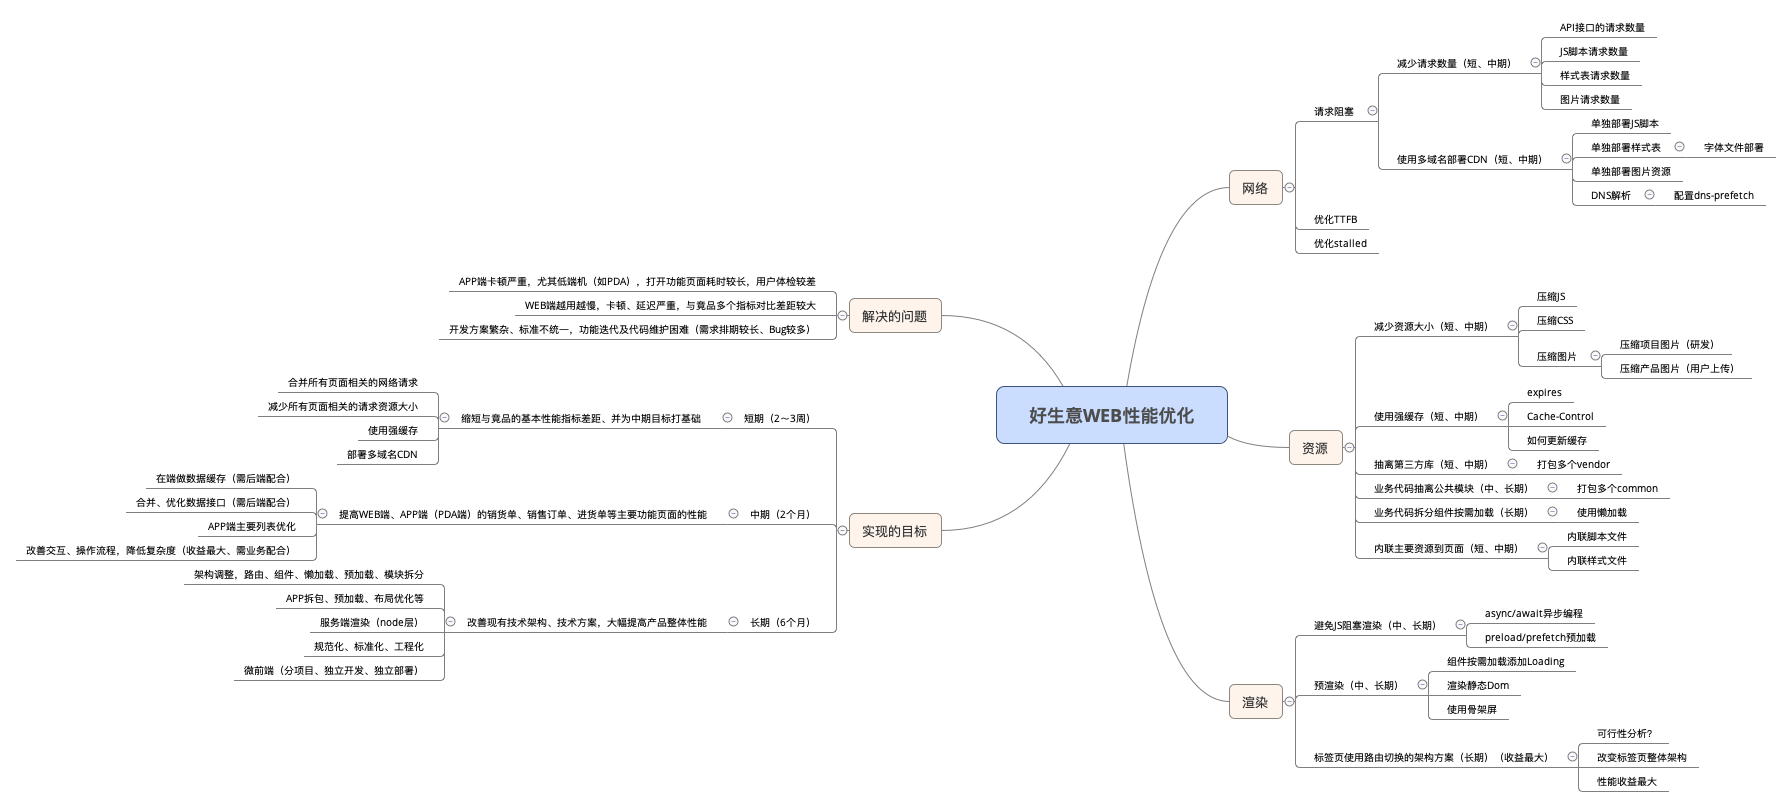 好生意WEB性能优化
网络
请求阻塞
减少请求数量（短、中期）
API接口的请求数量
JS脚本请求数量
样式表请求数量
图片请求数量
使用多域名部署CDN（短、中期）
单独部署JS脚本
单独部署样式表
字体文件部署
单独部署图片资源
DNS解析
配置dns-prefetch
优化TTFB
优化stalled
资源
减少资源大小（短、中期）
压缩JS
压缩CSS
压缩图片
压缩项目图片（研发）
压缩产品图片（用户上传）
使用强缓存（短、中期）
expires
Cache-Control
如何更新缓存
抽离第三方库（短、中期）
打包多个vendor
业务代码抽离公共模块（中、长期）
打包多个common
业务代码拆分组件按需加载（长期）
使用懒加载
内联主要资源到页面（短、中期）
内联脚本文件
内联样式文件
渲染
避免JS阻塞渲染（中、长期）
async/await异步编程
preload/prefetch预加载
预渲染（中、长期）
组件按需加载添加Loading
渲染静态Dom
使用骨架屏
标签页使用路由切换的架构方案（长期）（收益最大）
可行性分析?
改变标签页整体架构
性能收益最大
解决的问题
APP端卡顿严重，尤其低端机（如PDA），打开功能页面耗时较长，用户体检较差
WEB端越用越慢，卡顿、延迟严重，与竟品多个指标对比差距较大
开发方案繁杂、标准不统一，功能迭代及代码维护困难（需求排期较长、Bug较多）
实现的目标
短期（2～3周）
缩短与竟品的基本性能指标差距、并为中期目标打基础
合并所有页面相关的网络请求
减少所有页面相关的请求资源大小
使用强缓存
部署多域名CDN
中期（2个月）
提高WEB端、APP端（PDA端）的销货单、销售订单、进货单等主要功能页面的性能
在端做数据缓存（需后端配合）
合并、优化数据接口（需后端配合）
APP端主要列表优化
改善交互、操作流程，降低复杂度（收益最大、需业务配合）
长期（6个月）
改善现有技术架构、技术方案，大幅提高产品整体性能
架构调整，路由、组件、懒加载、预加载、模块拆分
APP拆包、预加载、布局优化等
服务端渲染（node层）
规范化、标准化、工程化
微前端（分项目、独立开发、独立部署）